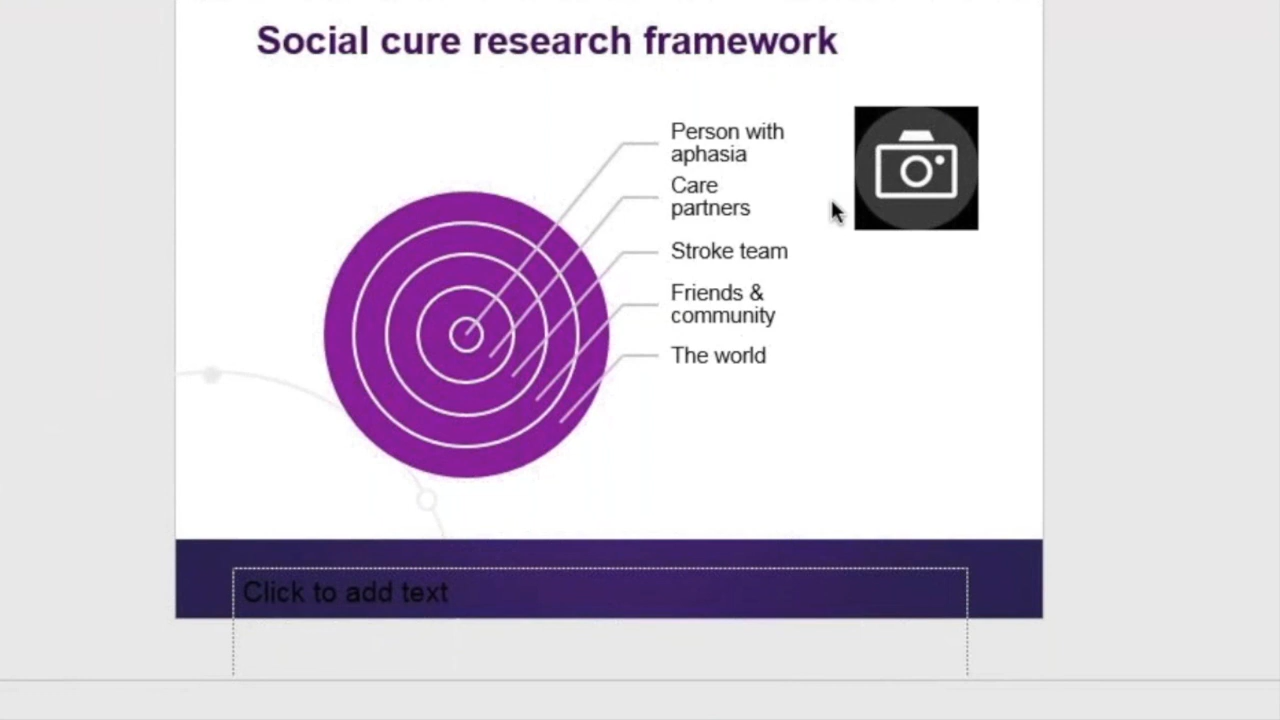 Social cure research framework
Person with
aphasia
Care
partners
Stroke team
Friends &
community
The world
Click to add text